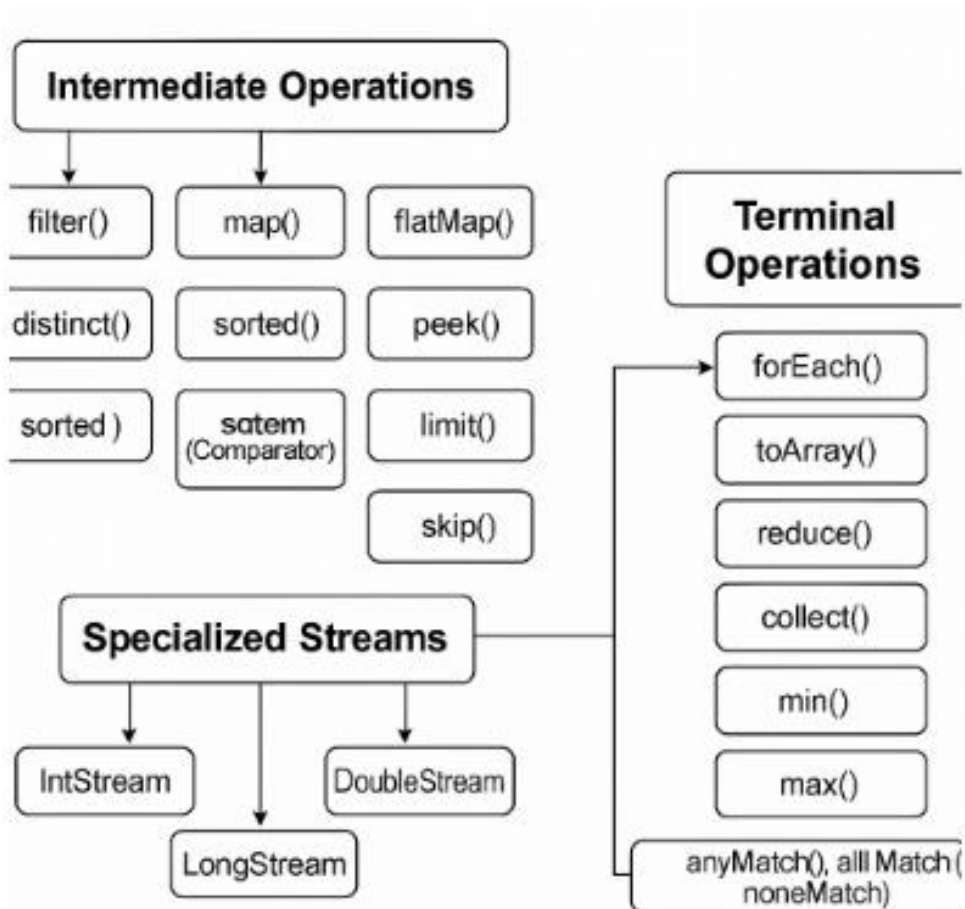 Intermediate Operations
filter()
map()
flatMap()
distinct()
sorted()
peek()
sorted )
satem
(Comparator)
limit()
skip()
Terminal
Operations
forEach()
toArray()
reduce()
collect()
min()
max()
anyMatch(), alll Match (
noneMatch)
Specialized Streams
IntStream
DoubleStream
LongStream